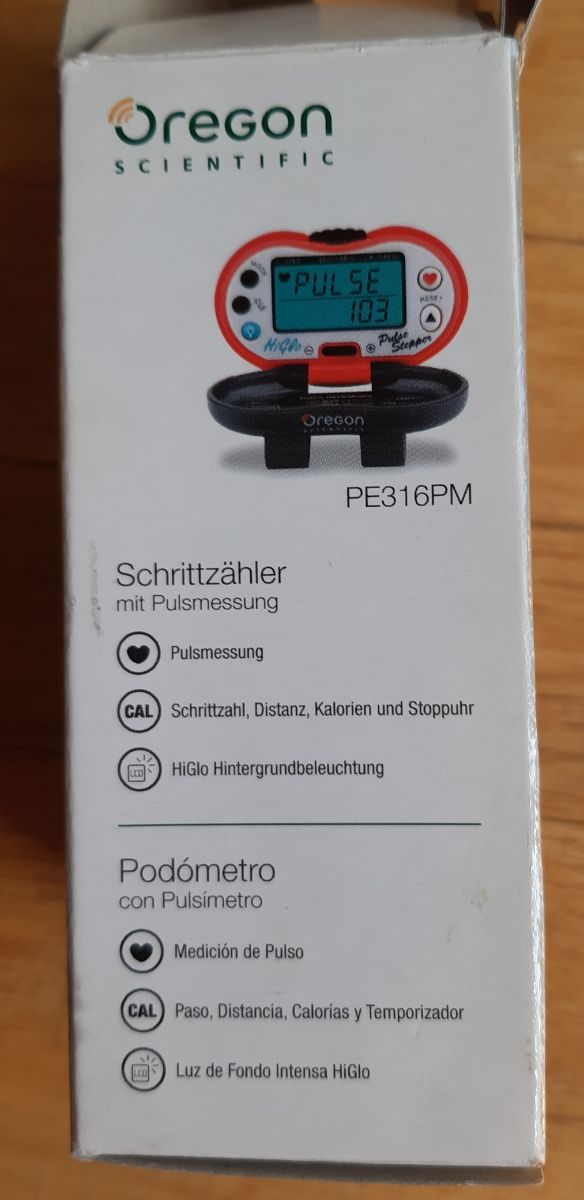 Oregon
SCIENTIFIC
MODE
PULSE
103
RESET
HiGlo
Pulse
Stepper
Oregon
SCIENTIFIC
PE316PM
Schrittzähler
mit Pulsmessung
Pulsmessung
CAL Schrittzahl, Distanz, Kalorien und Stoppuhr
LCD HiGlo Hintergrundbeleuchtung
Podómetro
con Pulsímetro
Medición de Pulso
CAL Paso, Distancia, Calorías y Temporizador
LCD Luz de Fondo Intensa HiGlo